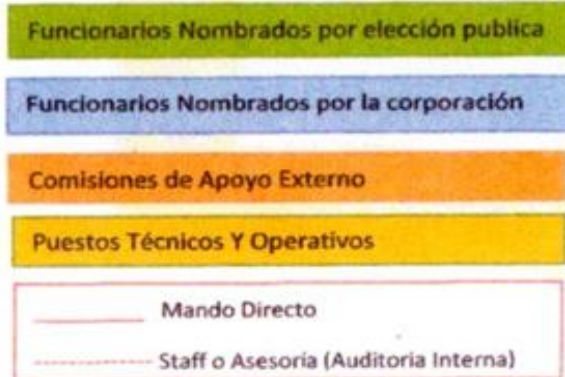 Funcionarios Nombrados por elección publica
Funcionarios Nombrados por la corporación
Comisiones de Apoyo Externo
Puestos Técnicos Y Operativos
Mando Directo
Staff o Asesoría (Auditoria Interna)